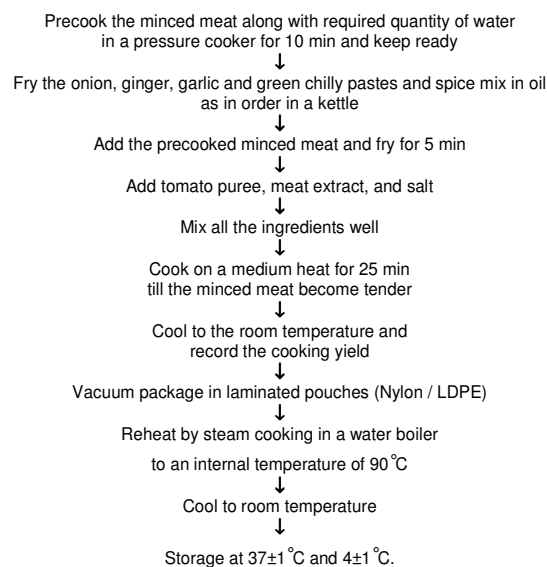 Precook the minced meat along with required quantity of water
in a pressure cooker for 10 min and keep ready
↓
Fry the onion, ginger, garlic and green chilly pastes and spice mix in oil
as in order in a kettle
↓
Add the precooked minced meat and fry for 5 min
↓
Add tomato puree, meat extract, and salt
↓
Mix all the ingredients well
↓
Cook on a medium heat for 25 min
till the minced meat become tender
↓
Cool to the room temperature and
record the cooking yield
↓
Vacuum package in laminated pouches (Nylon / LDPE)
↓
Reheat by steam cooking in a water boiler
to an internal temperature of 90°C
↓
Cool to room temperature
↓
Storage at 37±1°C and 4±1°C.